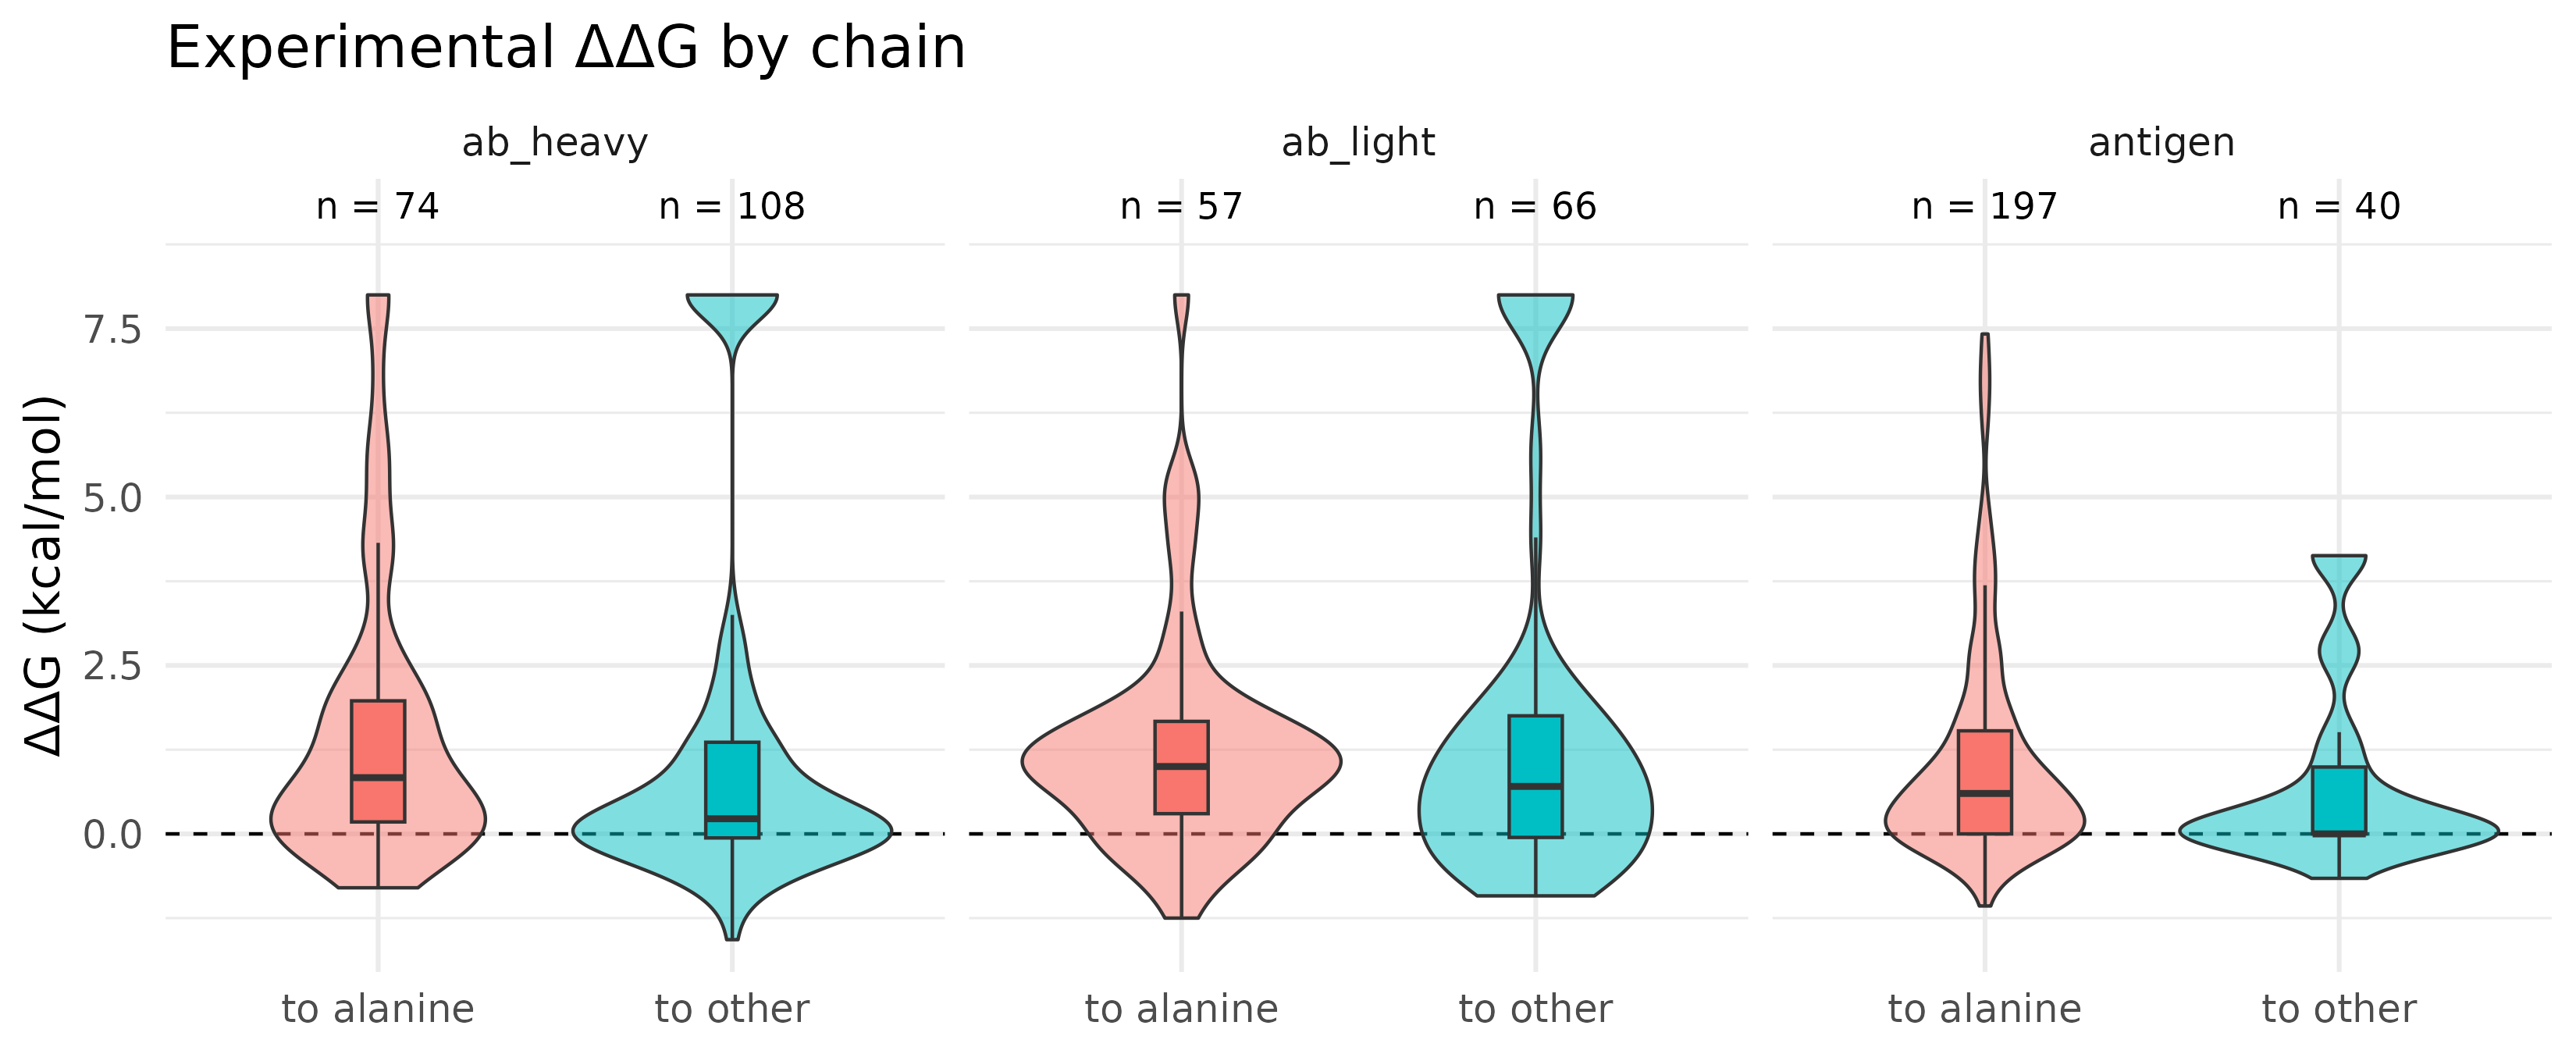 Experimental ΔΔG by chain
ab_heavy
ab_light
antigen
n = 74
n = 108
n = 57
n = 66
n = 197
n = 40
ΔΔG (kcal/mol)
7.5
5.0
2.5
0.0
to alanine
to other
to alanine
to other
to alanine
to other